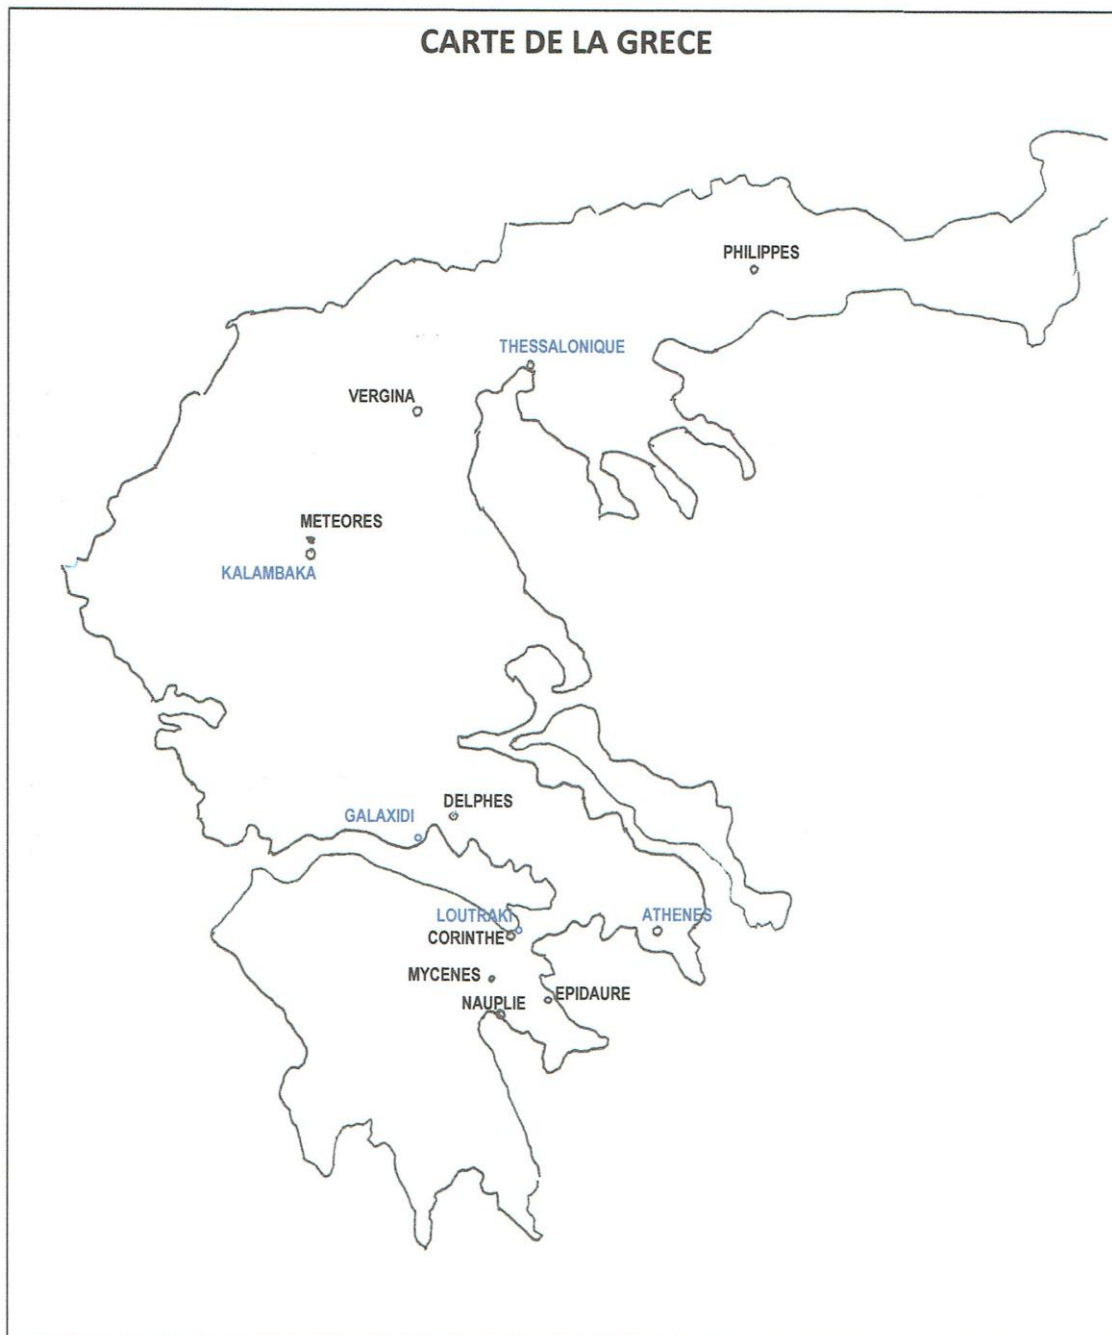 CARTE DE LA GRECE
PHILIPPES
THESSALONIQUE
VERGINA
METEORES
KALAMBAKA
DELPHES
GALAXIDI
LOUTRAKI
ATHENES
CORINTHE
MYCENES
EPIDAURE
NAUPLIE